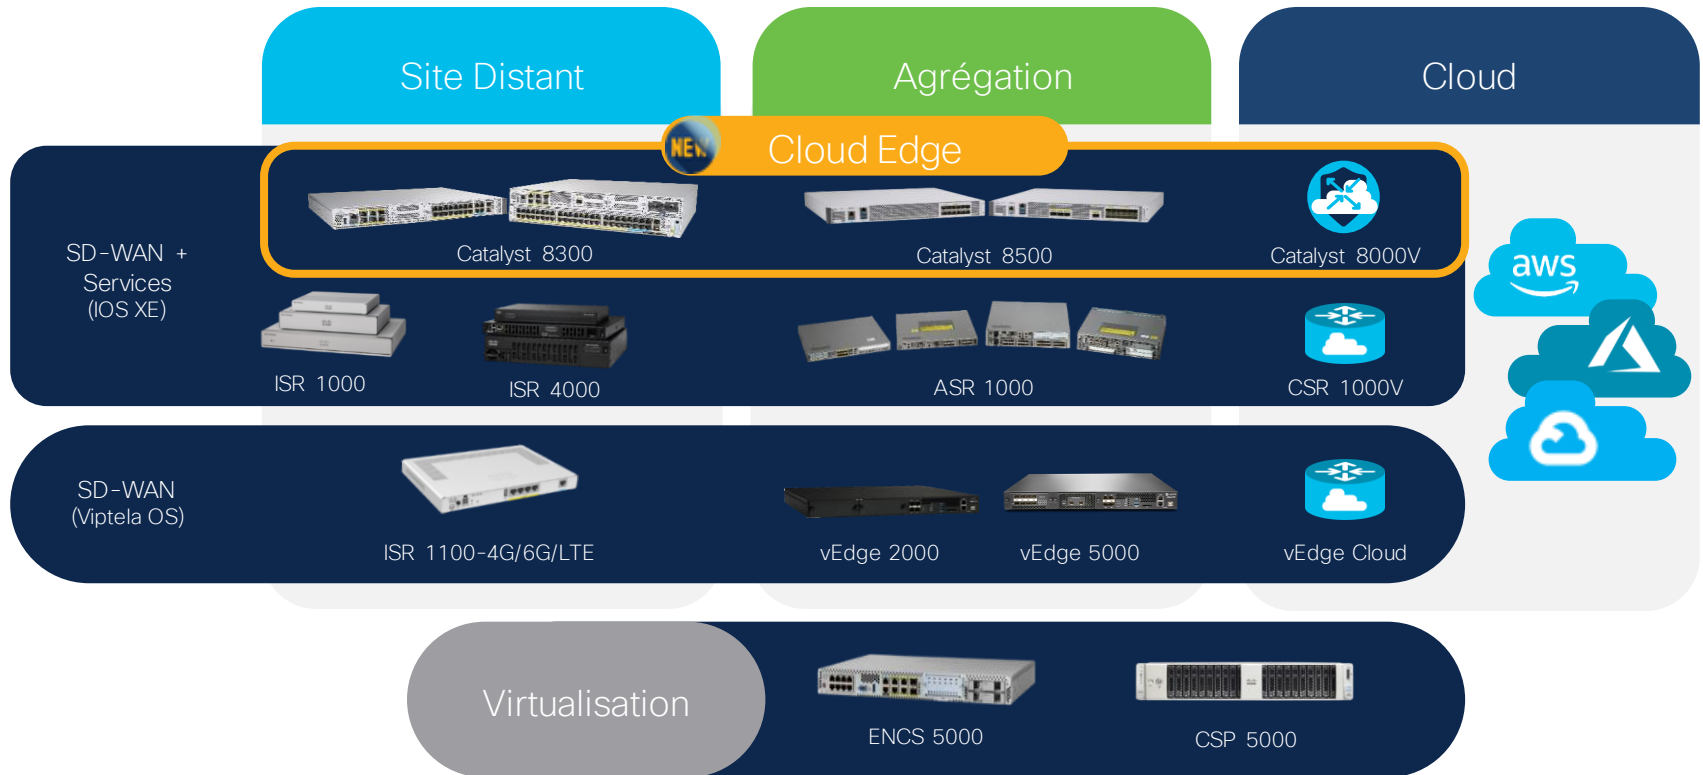 Site Distant
Agrégation
Cloud
NEW
Cloud Edge
SD-WAN +
Services
(IOS XE)
Catalyst 8300
Catalyst 8500
Catalyst 8000V
aws
ISR 1000
ISR 4000
ASR 1000
CSR 1000V
SD-WAN
(Viptela OS)
ISR 1100-4G/6G/LTE
vEdge 2000
vEdge 5000
vEdge Cloud
Virtualisation
ENCS 5000
CSP 5000